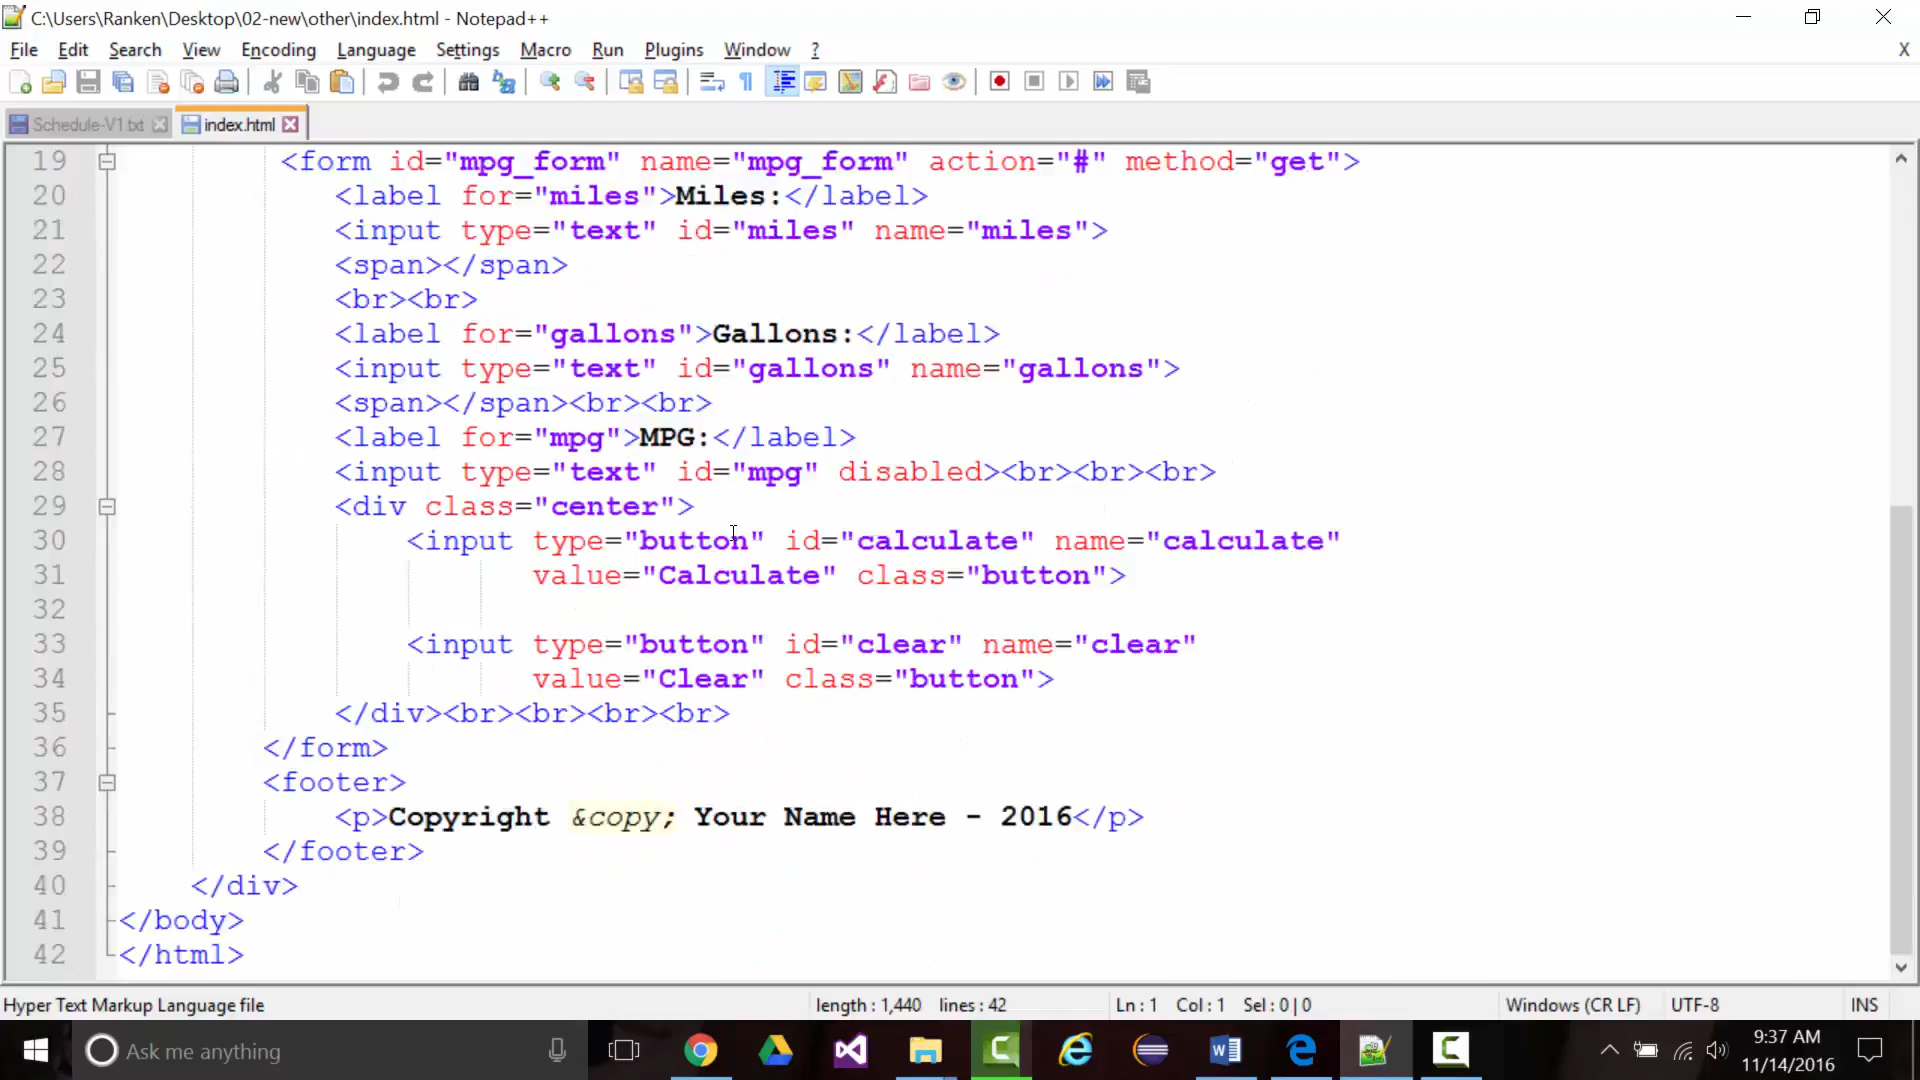 C:\Users\Ranken\Desktop\02-new\other\index.html - Notepad++
File Edit Search View Encoding Language Settings Macro Run Plugins Window ? X
Schedule-V1.txt index.html
19 <form id="mpg_form" name="mpg_form" action="#" method="get">
20 <label for="miles">Miles:</label>
21 <input type="text" id="miles" name="miles">
22 <span></span>
23 <br><br>
24 <label for="gallons">Gallons:</label>
25 <input type="text" id="gallons" name="gallons">
26 <span></span><br><br>
27 <label for="mpg">MPG:</label>
28 <input type="text" id="mpg" disabled><br><br><br>
29 <div class="center">
30 <input type="button" id="calculate" name="calculate"
31 value="Calculate" class="button">
32
33 <input type="button" id="clear" name="clear"
34 value="Clear" class="button">
35 </div><br><br><br><br>
36 </form>
37 <footer>
38 <p>Copyright &copy; Your Name Here - 2016</p>
39 </footer>
40 </div>
41 </body>
42 </html>
Hyper Text Markup Language file length : 1,440 lines : 42 Ln : 1 Col : 1 Sel : 0 | 0 Windows (CR LF) UTF-8 INS
Ask me anything
9:37 AM
11/14/2016